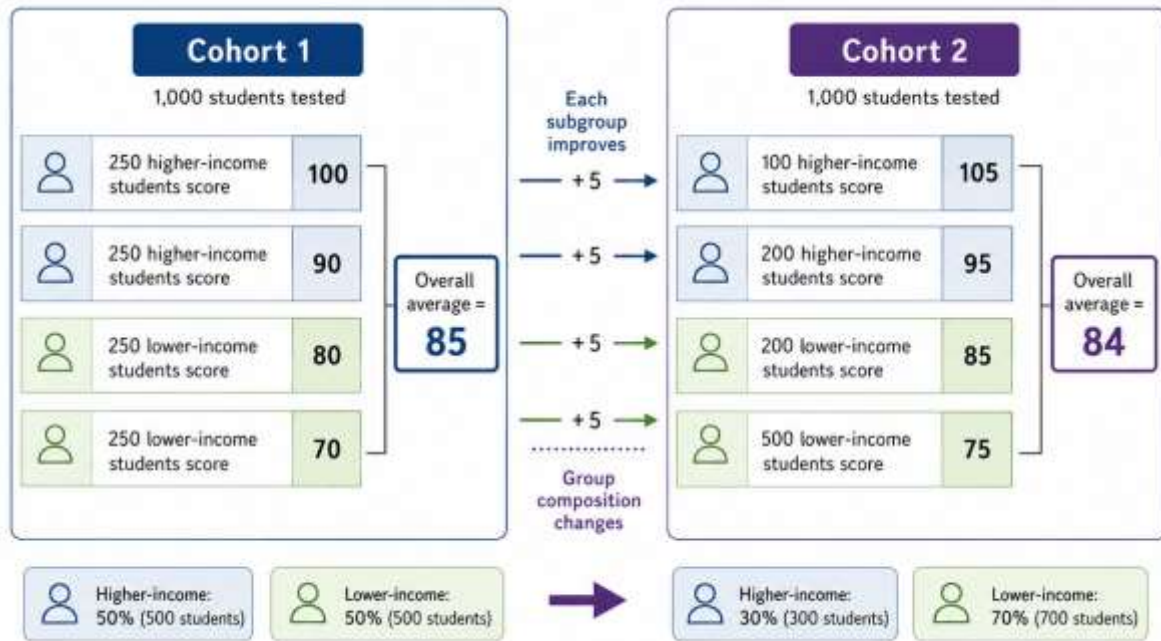 Cohort 1
1,000 students tested
250 higher-income
students score
100
250 higher-income
students score
90
250 lower-income
students score
80
250 lower-income
students score
70
Overall
average =
85
Each
subgroup
improves
+ 5
+ 5
+ 5
+ 5
Group
composition
changes
Cohort 2
1,000 students tested
100 higher-income
students score
105
200 higher-income
students score
95
200 lower-income
students score
85
500 lower-income
students score
75
Overall
average =
84
Higher-income:
50% (500 students)
Lower-income:
50% (500 students)
Higher-income:
30% (300 students)
Lower-income:
70% (700 students)